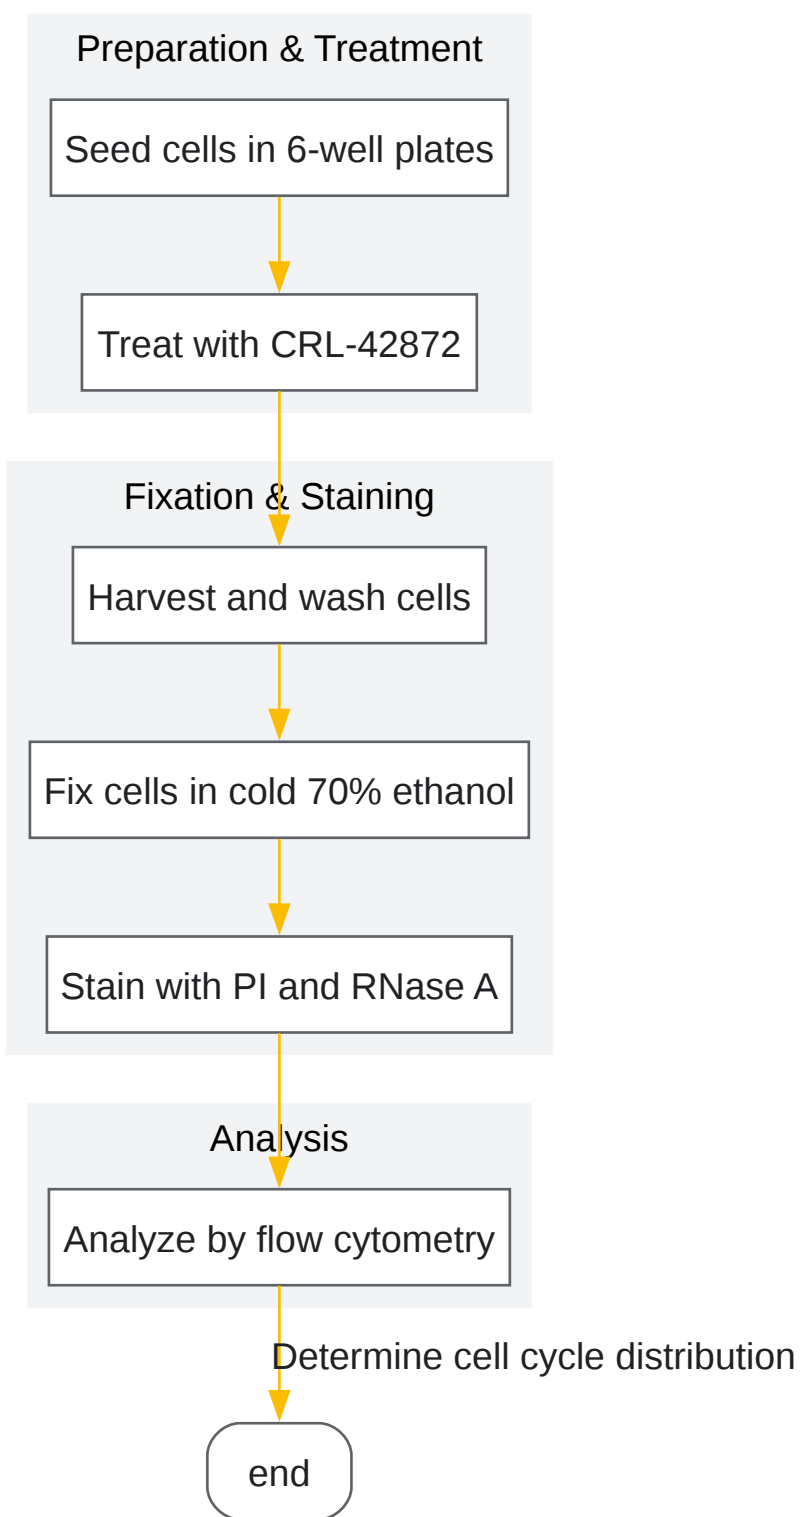 Preparation & Treatment
Seed cells in 6-well plates
Treat with CRL-42872
Fixation & Staining
Harvest and wash cells
Fix cells in cold 70% ethanol
Stain with PI and RNase A
Analysis
Analyze by flow cytometry
Determine cell cycle distribution
end